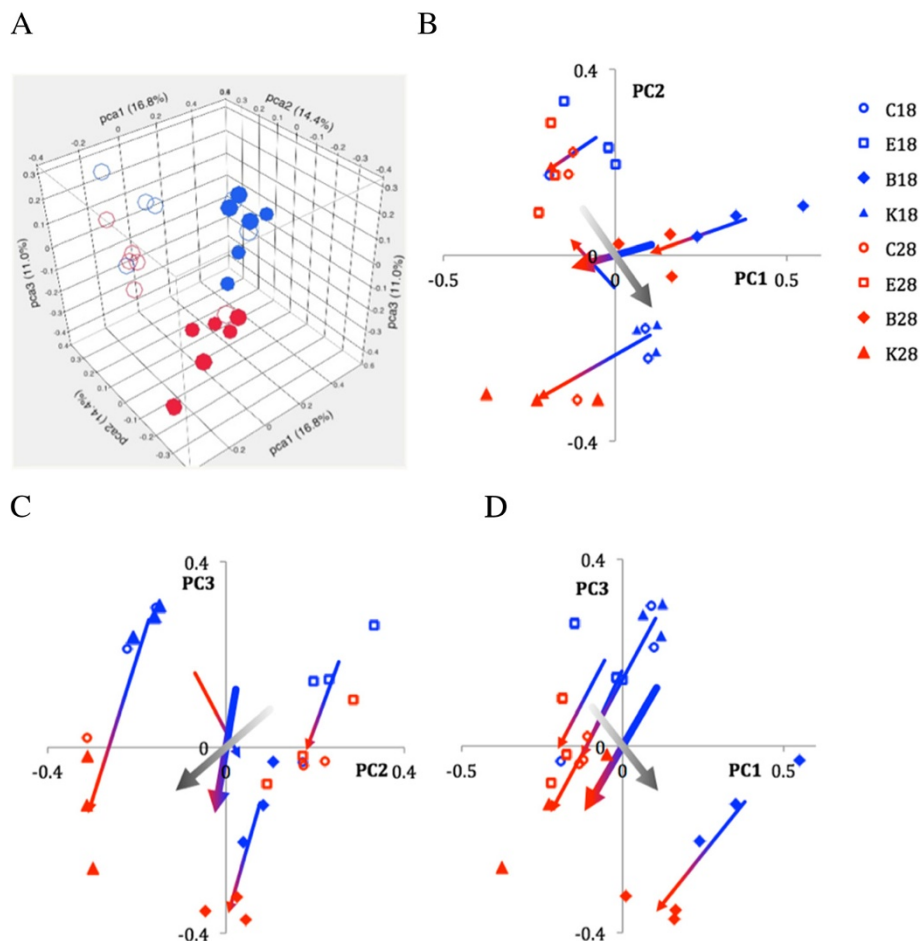 A
B
pca1 (16.8%)
pca2 (14.4%)
pca3 (11.0%)
pca3 (11.0%)
pca2 (14.4%)
pca1 (16.8%)
0.4
PC2
-0.5
0
PC1
0.5
-0.4
C18
E18
B18
K18
C28
E28
B28
K28
C
D
0.4
PC3
-0.4
0
0
PC2
0.4
-0.4
0.4
PC3
-0.5
0
0
PC1
0.5
-0.4